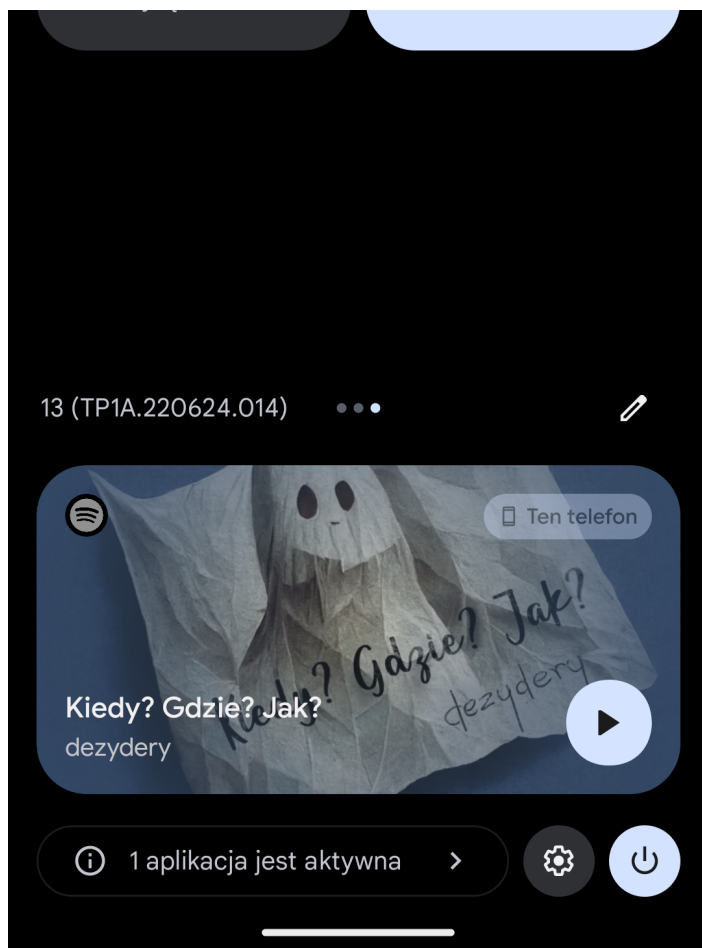 13 (TP1A.220624.014)
Ten telefon
Kiedy? Gdzie? Jak?
dezydery
Kiedy? Gdzie? Jak?
dezydery
1 aplikacja jest aktywna